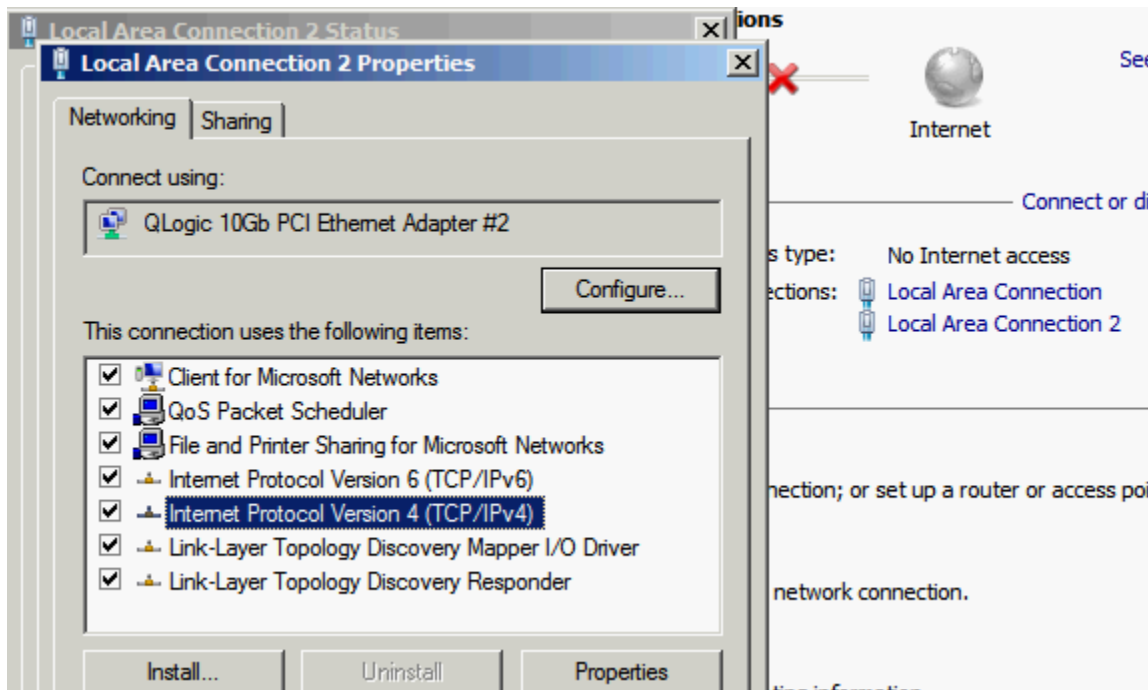 Local Area Connection 2 Status
Local Area Connection 2 Properties
Networking
Sharing
Connect using:
QLogic 10Gb PCI Ethernet Adapter #2
Configure...
This connection uses the following items:
Client for Microsoft Networks
QoS Packet Scheduler
File and Printer Sharing for Microsoft Networks
Internet Protocol Version 6 (TCP/IPv6)
Internet Protocol Version 4 (TCP/IPv4)
Link-Layer Topology Discovery Mapper I/O Driver
Link-Layer Topology Discovery Responder
Install...
Uninstall
Properties
ions
See
Internet
Connect or di
s type:
No Internet access
ections:
Local Area Connection
Local Area Connection 2
nection; or set up a router or access poi
network connection.